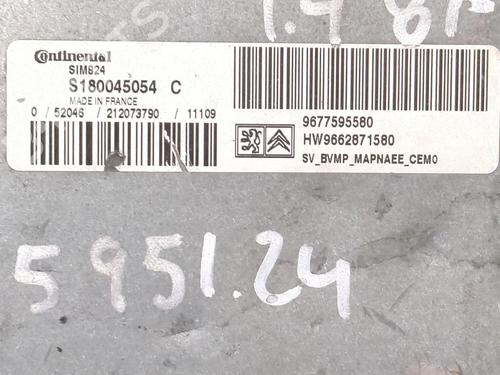 1.4 8V
Continental
SIM824
S180045054 C
MADE IN FRANCE
0 / 52046 / 212073790 / 11109
9677595580
HW9662871580
SV_BVMP_MAPNAEE_CEM0
5951.24